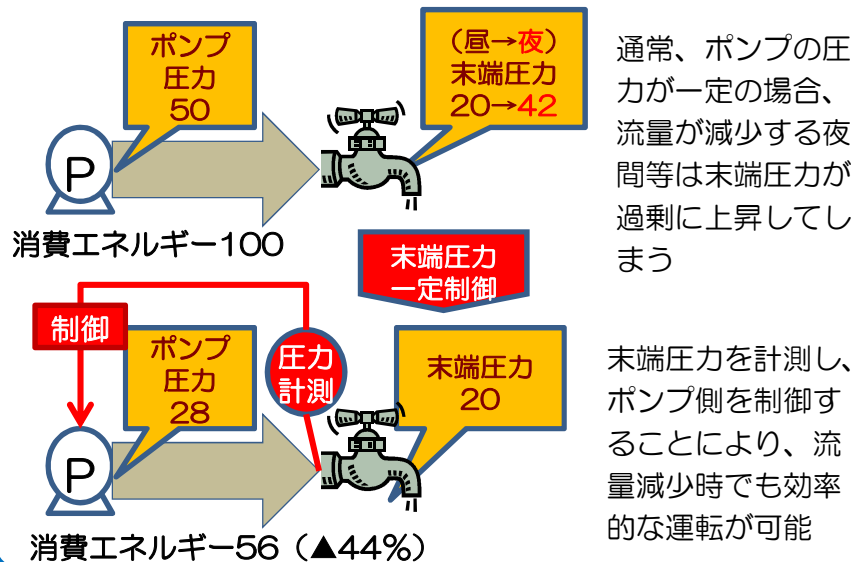 ポンプ
圧力
50
（昼→夜）
末端圧力
20→42
P
消費エネルギー100
通常、ポンプの圧
力が一定の場合、
流量が減少する夜
間等は末端圧力が
過剰に上昇してし
まう
末端圧力
一定制御
制御
ポンプ
圧力
28
圧力
計測
末端圧力
20
P
消費エネルギー56（▲44%）
末端圧力を計測し、
ポンプ側を制御す
ることにより、流
量減少時でも効率
的な運転が可能